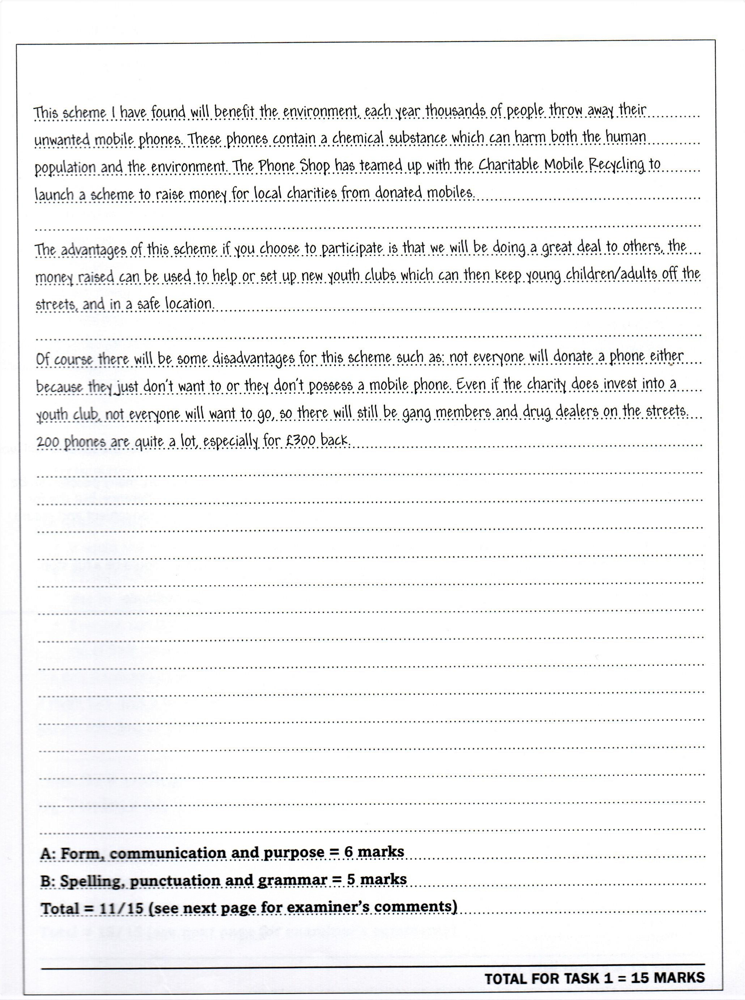 This scheme I have found will benefit the environment, each year thousands of people throw away their
unwanted mobile phones. These phones contain a chemical substance which can harm both the human
population and the environment. The Phone Shop has teamed up with the Charitable Mobile Recycling to
launch a scheme to raise money for local charities from donated mobiles.
The advantages of this scheme if you choose to participate is that we will be doing a great deal to others, the
money raised can be used to help or set up new youth clubs which can then keep young children/adults off the
streets, and in a safe location.
Of course there will be some disadvantages for this scheme such as: not everyone will donate a phone either
because they just don't want to or they don't possess a mobile phone. Even if the charity does invest into a
youth club, not everyone will want to go, so there will still be gang members and drug dealers on the streets.
200 phones are quite a lot, especially for £300 back.
A: Form, communication and purpose = 6 marks
B: Spelling, punctuation and grammar = 5 marks
Total = 11/15 (see next page for examiner's comments)
TOTAL FOR TASK 1 = 15 MARKS